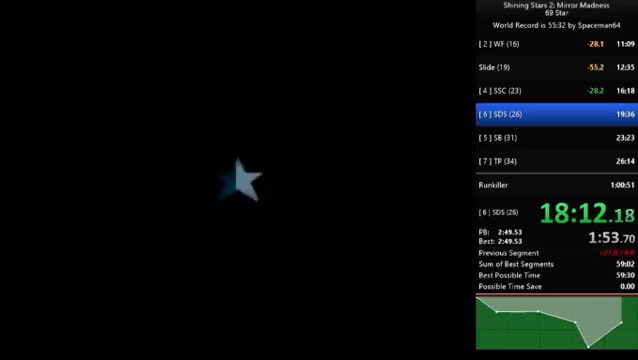 Shining Stars 2: Mirror Madness
69 Star
World Record is 55:32 by Spaceman64
[ 2 ] WF (16) -28.1 11:09
Slide (19) -55.2 12:35
[ 4 ] SSC (23) -28.2 16:18
[ 6 ] SDS (26) 19:36
[ 5 ] SB (31) 23:23
[ 7 ] TP (34) 26:14
Runkiller 1:00:51
[ 6 ] SDS (26) 18:12.18
PB: 2:49.53
Best: 2:49.53 1:53.70
Previous Segment
Sum of Best Segments 59:02
Best Possible Time 59:30
Possible Time Save 0.00